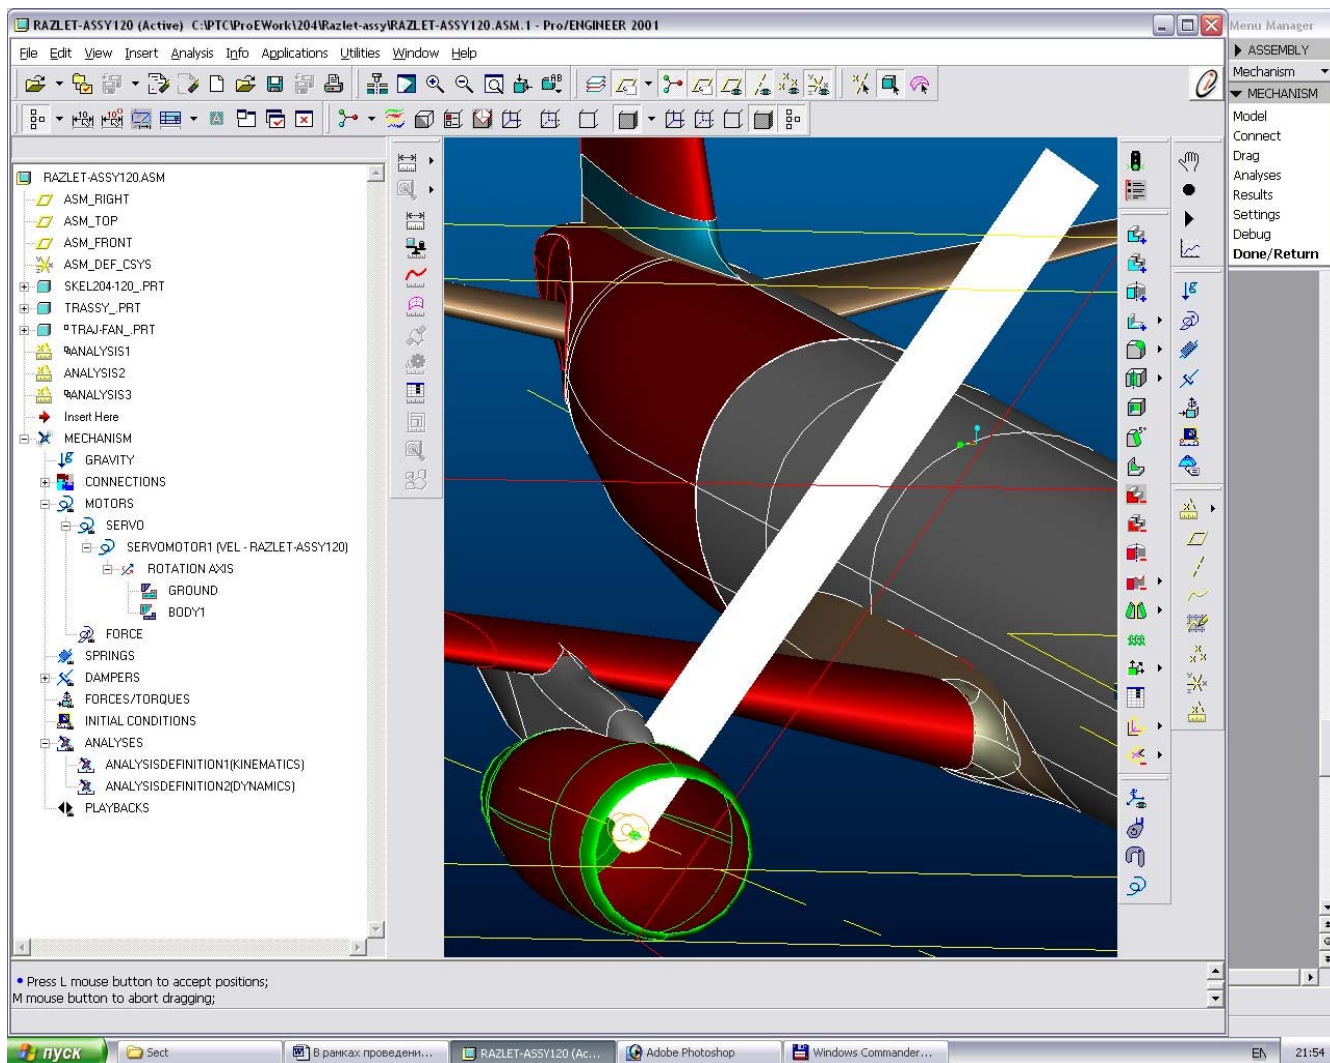 RAZLET-ASSY120 (Active) C:\PTC\ProEWork\204\Razlet-assy\RAZLET-ASSY120.ASM.1 - Pro/ENGINEER 2001
Menu Manager
File Edit View Insert Analysis Info Applications Utilities Window Help
ASSEMBLY
Mechanism
MECHANISM
Model
Connect
Drag
Analyses
Results
Settings
Debug
Done/Return
RAZLET-ASSY120.ASM
ASM_RIGHT
ASM_TOP
ASM_FRONT
ASM_DEF_CSYS
SKEL204-120_.PRT
TRASSY_.PRT
TRAJ-FAN_.PRT
ANALYSIS1
ANALYSIS2
ANALYSIS3
Insert Here
MECHANISM
GRAVITY
CONNECTIONS
MOTORS
SERVO
SERVOMOTOR1 (VEL - RAZLET-ASSY120)
ROTATION AXIS
GROUND
BODY1
FORCE
SPRINGS
DAMPERS
FORCES/TORQUES
INITIAL CONDITIONS
ANALYSES
ANALYSISDEFINITION1(KINEMATICS)
ANALYSISDEFINITION2(DYNAMICS)
PLAYBACKS
• Press L mouse button to accept positions;
M mouse button to abort dragging;
пуск Sect В рамках проведени... RAZLET-ASSY120 (Ac... Adobe Photoshop Windows Commander... EN 21:54